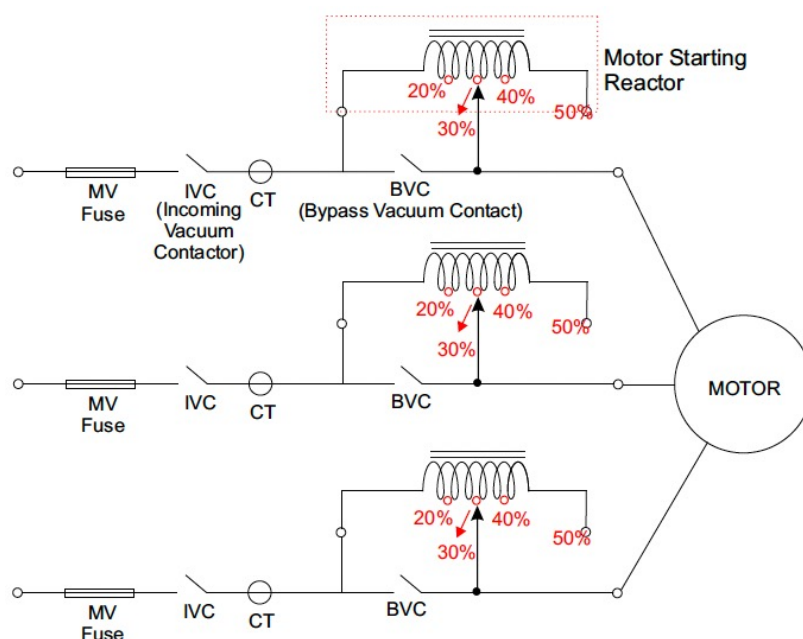 Motor Starting
Reactor
20%
40%
50%
30%
MV
Fuse
IVC
(Incoming
Vacuum
Contactor)
CT
BVC
(Bypass Vacuum Contact)
20%
40%
50%
30%
MV
Fuse
IVC
CT
BVC
MOTOR
20%
40%
50%
30%
MV
Fuse
IVC
CT
BVC